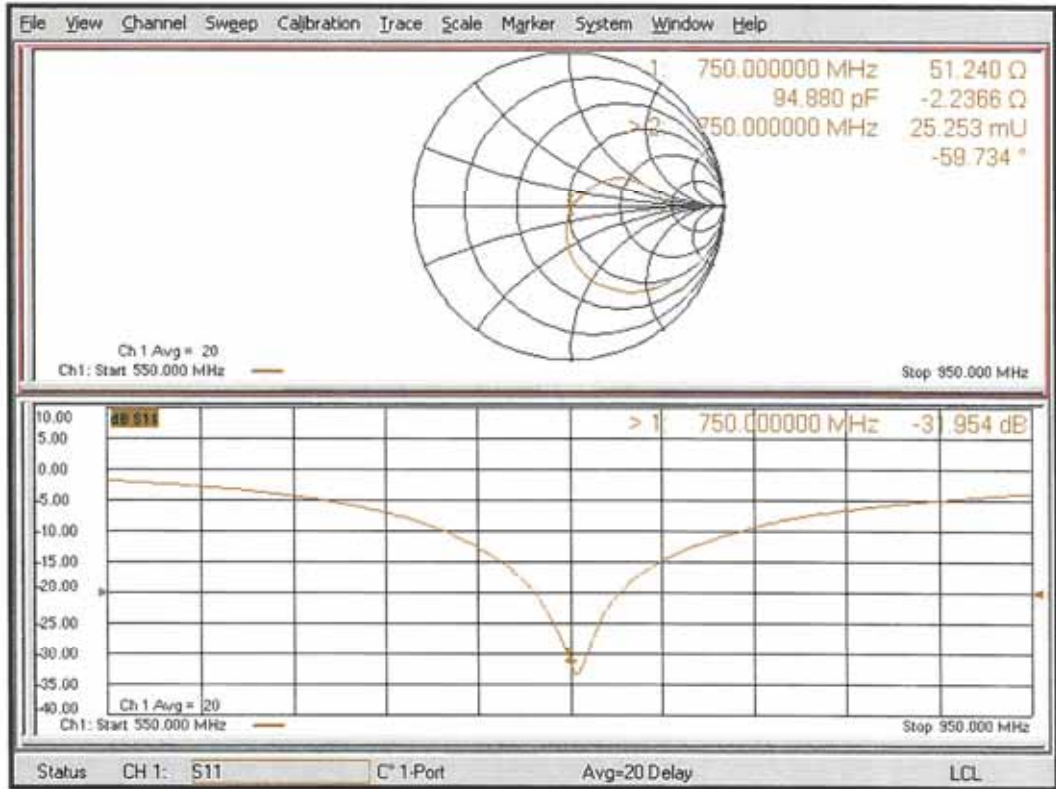 File View Channel Sweep Calibration Trace Scale Marker System Window Help
1: 750.000000 MHz 51.240 Ω
94.880 pF -2.2366 Ω
> 2: 750.000000 MHz 25.253 mU
-59.734 °
Ch 1 Avg = 20
Ch1: Start 550.000 MHz
Stop 950.000 MHz
10.00
dB S11
> 1: 750.000000 MHz -31.954 dB
5.00
0.00
-5.00
-10.00
-15.00
-20.00
-25.00
-30.00
-35.00
-40.00
Ch 1 Avg = 20
Ch1: Start 550.000 MHz
Stop 950.000 MHz
Status CH 1: S11 C* 1-Port Avg=20 Delay LCL